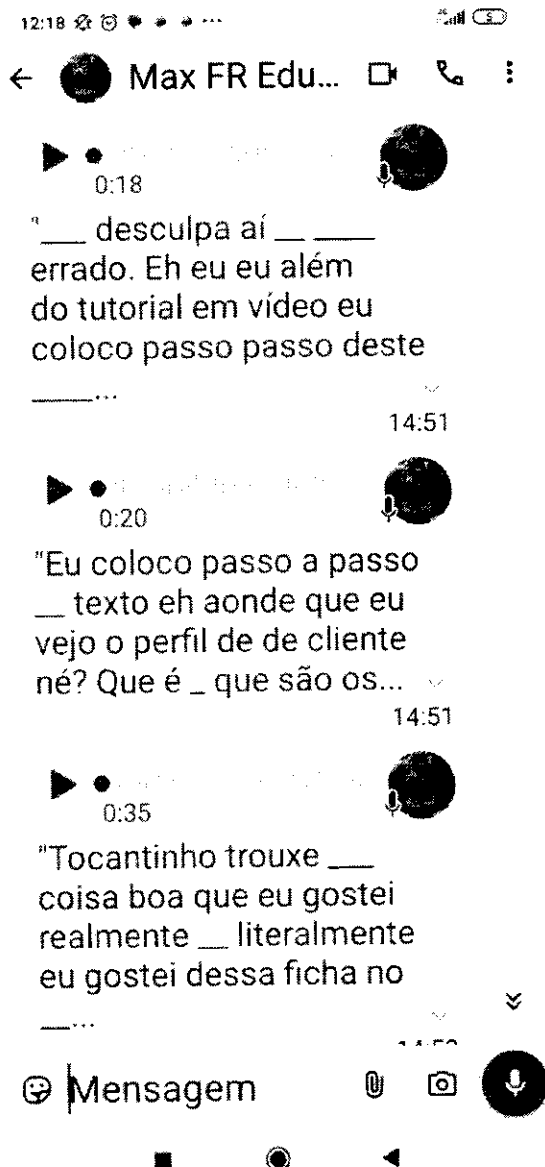 12:18
Max FR Edu...
0:18
"___ desculpa aí __ ____
errado. Eh eu eu além
do tutorial em vídeo eu
coloco passo passo deste
____...
14:51
0:20
"Eu coloco passo a passo
__ texto eh aonde que eu
vejo o perfil de de cliente
né? Que é _ que são os...
14:51
0:35
"Tocantinho trouxe ___
coisa boa que eu gostei
realmente __ literalmente
eu gostei dessa ficha no
___...
Mensagem